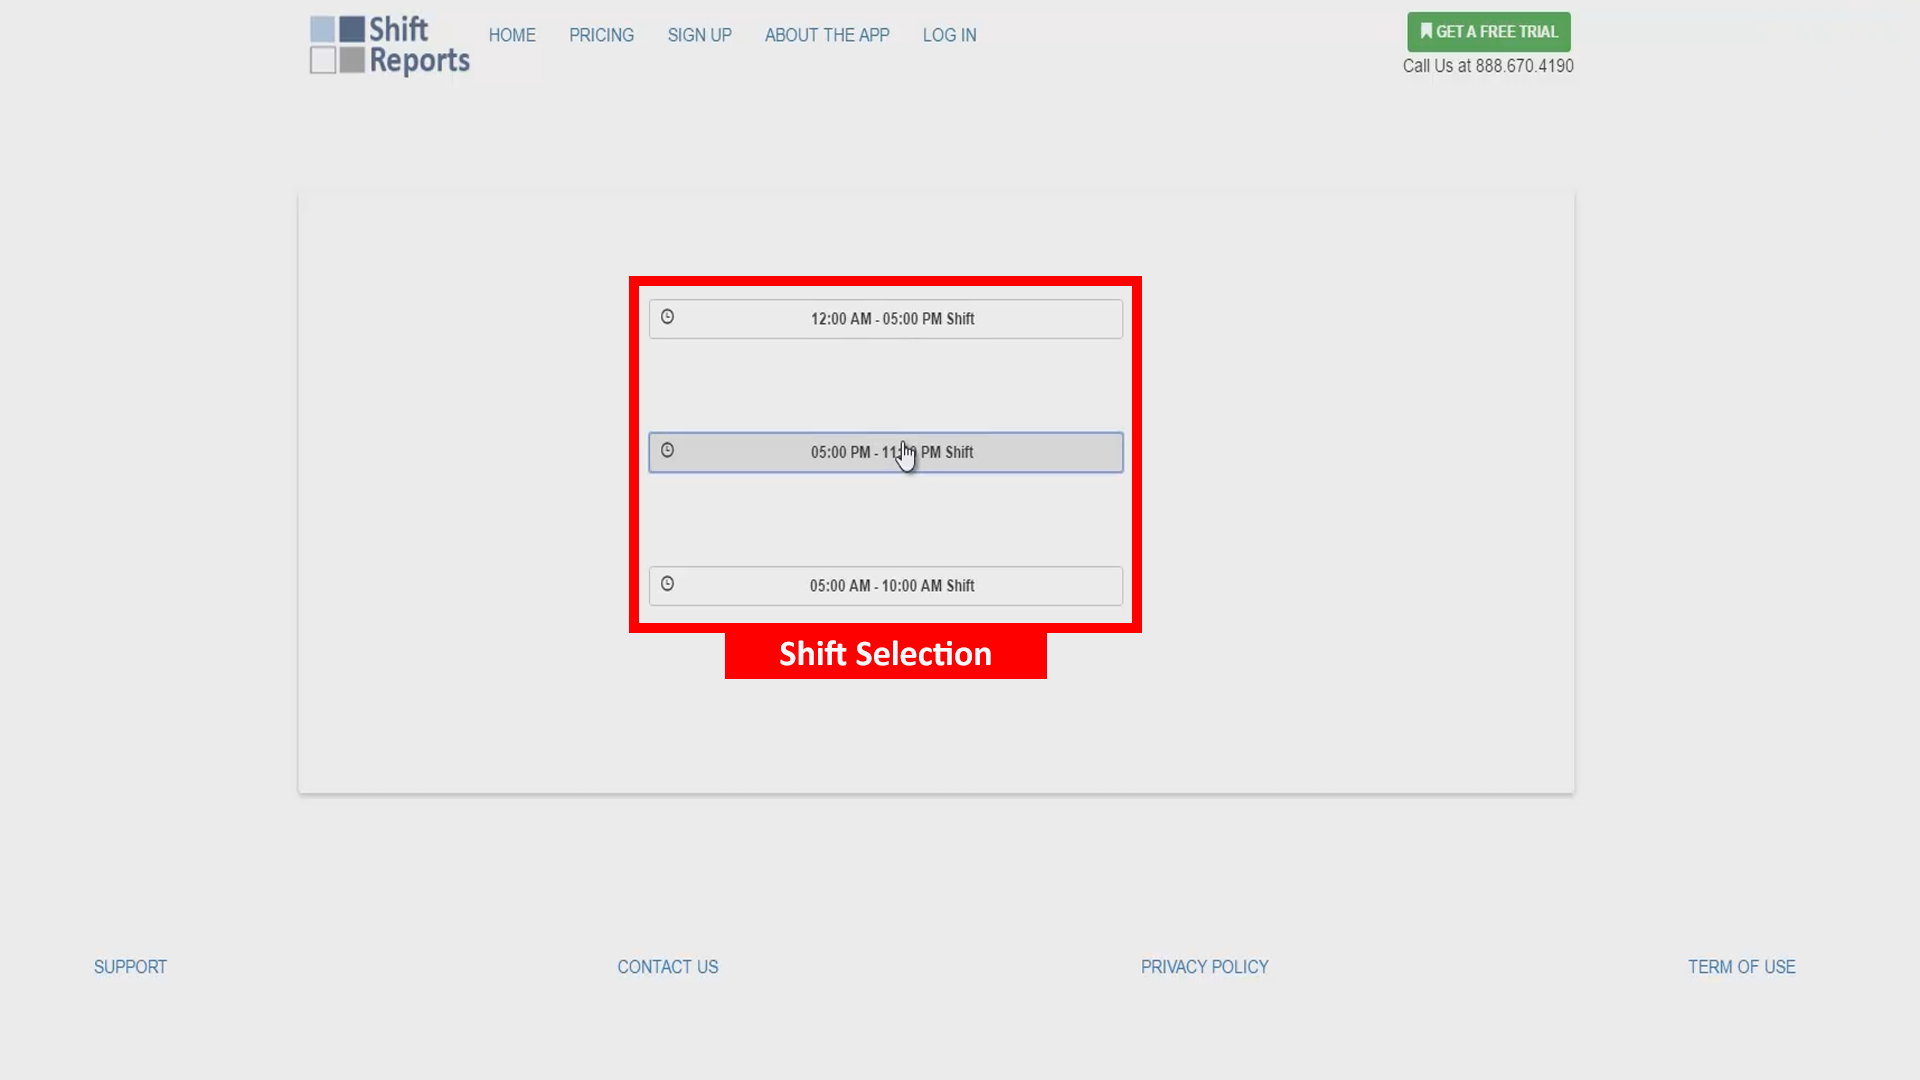 Shift
Reports
HOME
PRICING
SIGN UP
ABOUT THE APP
LOG IN
GET A FREE TRIAL
Call Us at 888.670.4190
12:00 AM - 05:00 PM Shift
05:00 PM - PM Shift
05:00 AM - 10:00 AM Shift
Shift Selection
SUPPORT
CONTACT US
PRIVACY POLICY
TERM OF USE